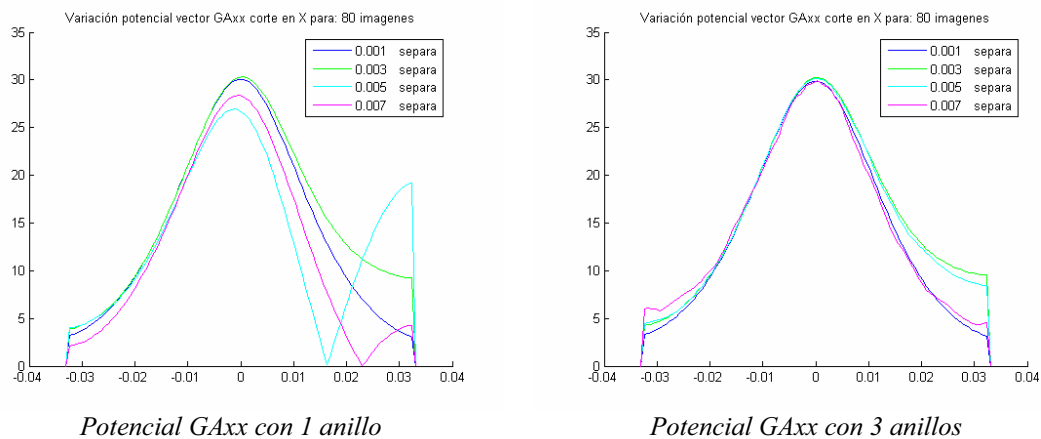 Variación potencial vector GAxx corte en X para: 80 imagenes
35
30
25
20
15
10
5
0
-0.04 -0.03 -0.02 -0.01 0 0.01 0.02 0.03 0.04
0.001 separa
0.003 separa
0.005 separa
0.007 separa
Potencial GAxx con 1 anillo
Variación potencial vector GAxx corte en X para: 80 imagenes
35
30
25
20
15
10
5
0
-0.04 -0.03 -0.02 -0.01 0 0.01 0.02 0.03 0.04
0.001 separa
0.003 separa
0.005 separa
0.007 separa
Potencial GAxx con 3 anillos